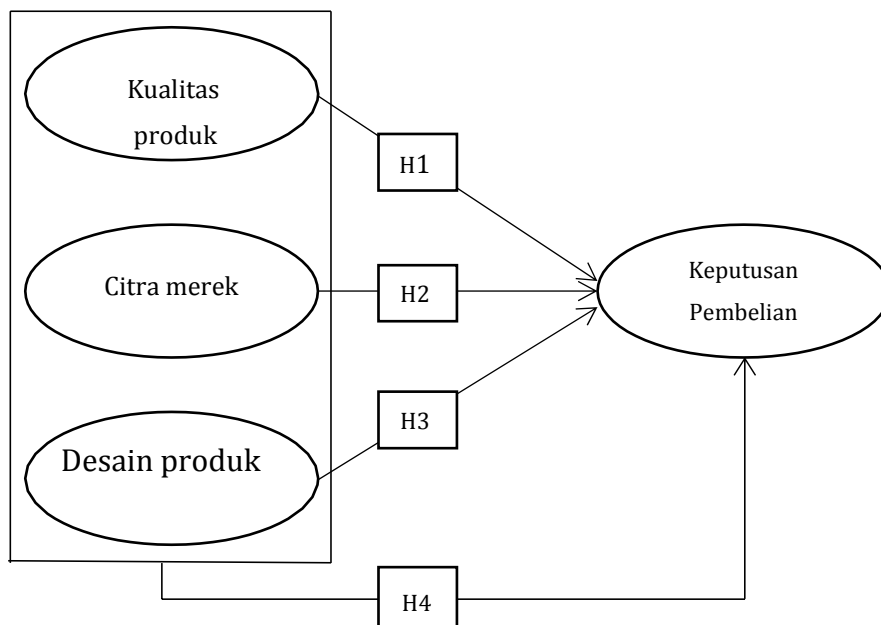 Kualitas
produk
H1
Citra merek
H2
Keputusan
Pembelian
Desain produk
H3
H4